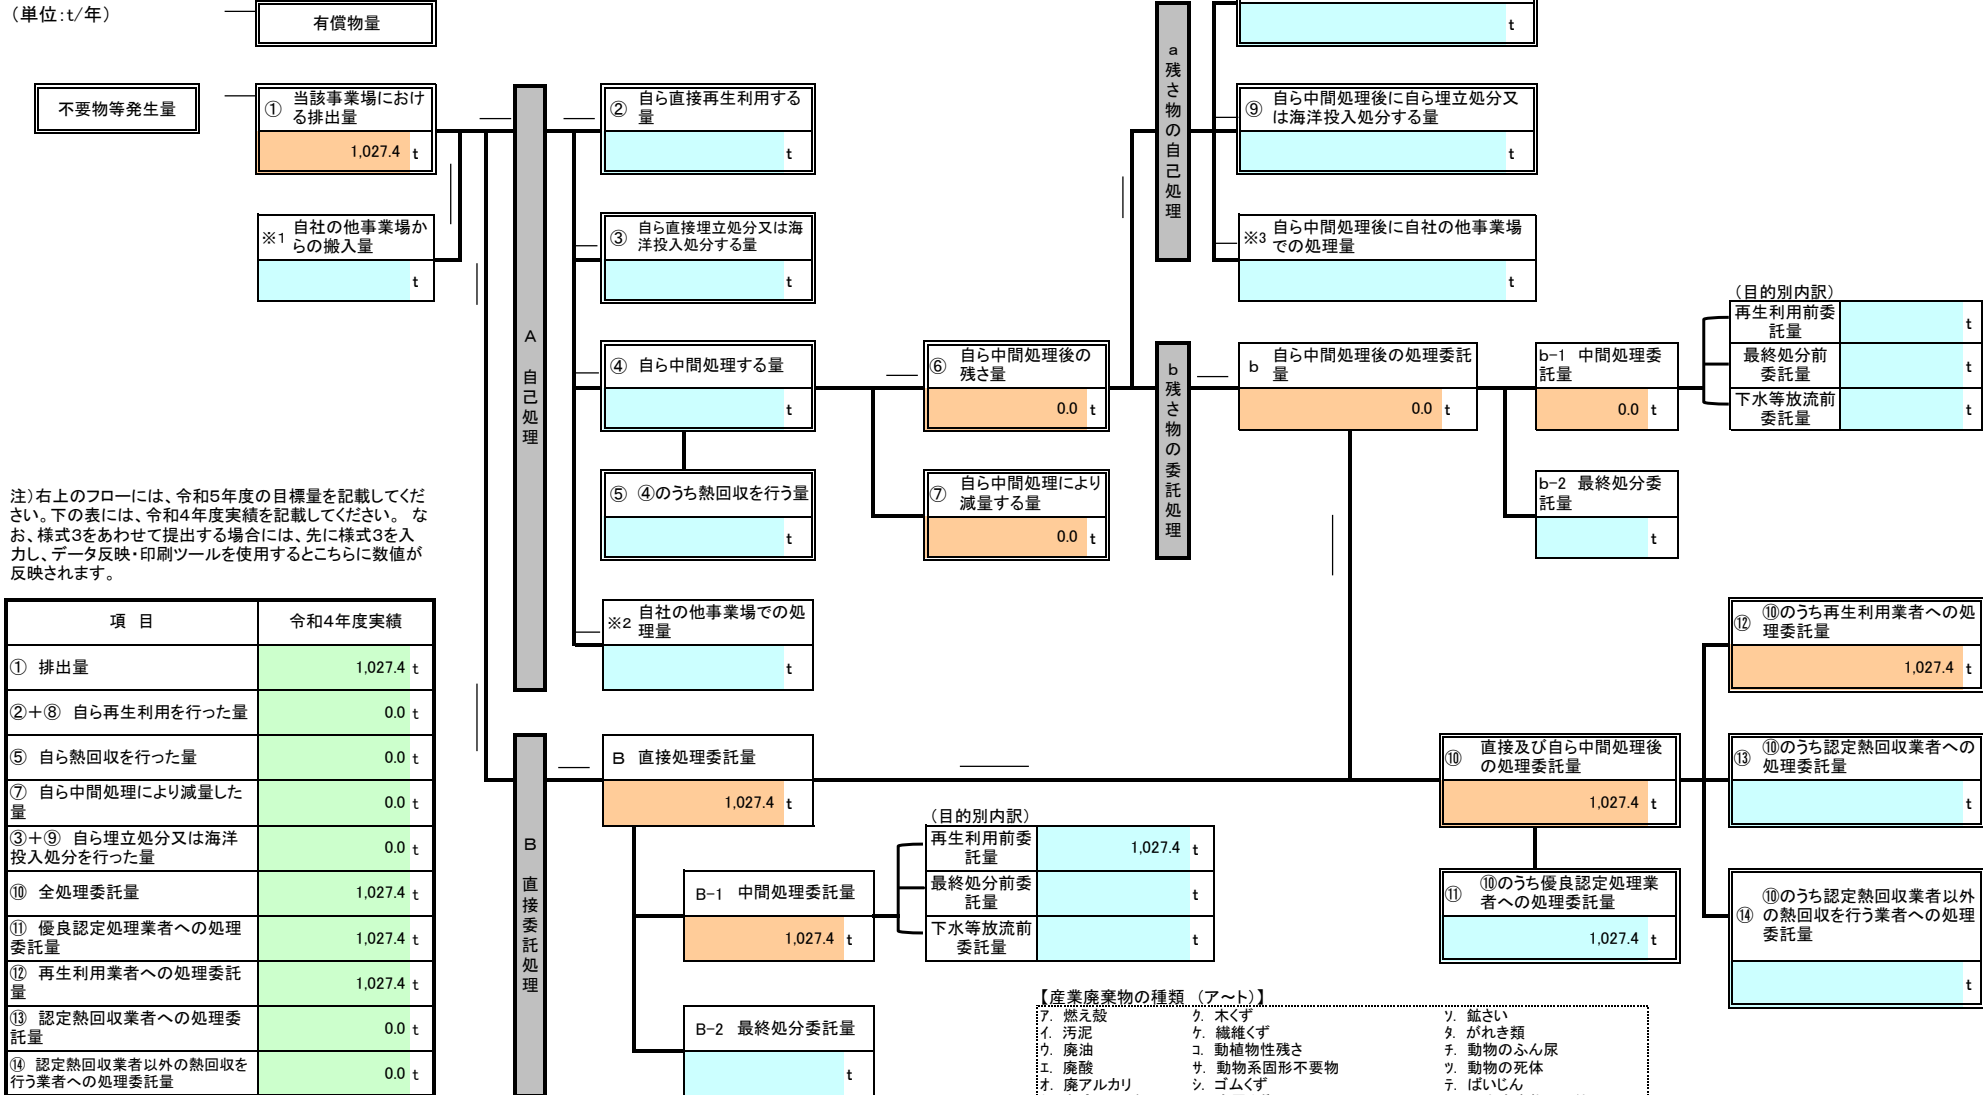 （単位：t/年）
有償物量
不要物等発生量
① 当該事業場におけ
る排出量
1,027.4 t
※1 自社の他事業場か
らの搬入量
t
A 自己処理
② 自ら直接再生利用する
量
t
③ 自ら直接埋立処分又は海
洋投入処分する量
t
④ 自ら中間処理する量
t
⑤ ④のうち熱回収を行う量
t
※2 自社の他事業場での処
理量
t
⑥ 自ら中間処理後の
残さ量
0.0 t
⑦ 自ら中間処理により
減量する量
0.0 t
a 残さ物の自己処理
t
⑨ 自ら中間処理後に自ら埋立処分又
は海洋投入処分する量
t
※3 自ら中間処理後に自社の他事業場
での処理量
t
b 残さ物の委託処理
b 自ら中間処理後の処理委託
量
0.0 t
b-1 中間処理委
託量
0.0 t
b-2 最終処分委
託量
t
（目的別内訳）
再生利用前委
託量
t
最終処分前
委託量
t
下水等放流前
委託量
t
注）右上のフローには、令和５年度の目標量を記載してくだ
さい。下の表には、令和４年度実績を記載してください。 な
お、様式３をあわせて提出する場合には、先に様式３を入
力し、データ反映・印刷ツールを使用するとこちらに数値が
反映されます。
項 目 令和４年度実績
① 排出量 1,027.4 t
②＋⑧ 自ら再生利用を行った量 0.0 t
⑤ 自ら熱回収を行った量 0.0 t
⑦ 自ら中間処理により減量した
量 0.0 t
③＋⑨ 自ら埋立処分又は海洋
投入処分を行った量 0.0 t
⑩ 全処理委託量 1,027.4 t
⑪ 優良認定処理業者への処理
委託量 1,027.4 t
⑫ 再生利用業者への処理委託
量 1,027.4 t
⑬ 認定熱回収業者への処理委
託量 0.0 t
⑭ 認定熱回収業者以外の熱回収を
行う業者への処理委託量 0.0 t
B 直接委託処理
B 直接処理委託量
1,027.4 t
B-1 中間処理委託量
1,027.4 t
B-2 最終処分委託量
t
（目的別内訳）
再生利用前委
託量
1,027.4 t
最終処分前委
託量
t
下水等放流前
委託量
t
⑩ 直接及び自ら中間処理後
の処理委託量
1,027.4 t
⑪ ⑩のうち優良認定処理業
者への処理委託量
1,027.4 t
⑫ ⑩のうち再生利用業者への処
理委託量
1,027.4 t
⑬ ⑩のうち認定熱回収業者への
処理委託量
t
⑭ ⑩のうち認定熱回収業者以外
の熱回収を行う業者への処理
委託量
t
【産業廃棄物の種類 （ア～ト）】
ア. 燃え殻 ク. 木くず ソ. 鉱さい
イ. 汚泥 ケ. 繊維くず タ. がれき類
ウ. 廃油 コ. 動植物性残さ チ. 動物のふん尿
エ. 廃酸 サ. 動物系固形不要物 ツ. 動物の死体
オ. 廃アルカリ シ. ゴムくず テ. ばいじん